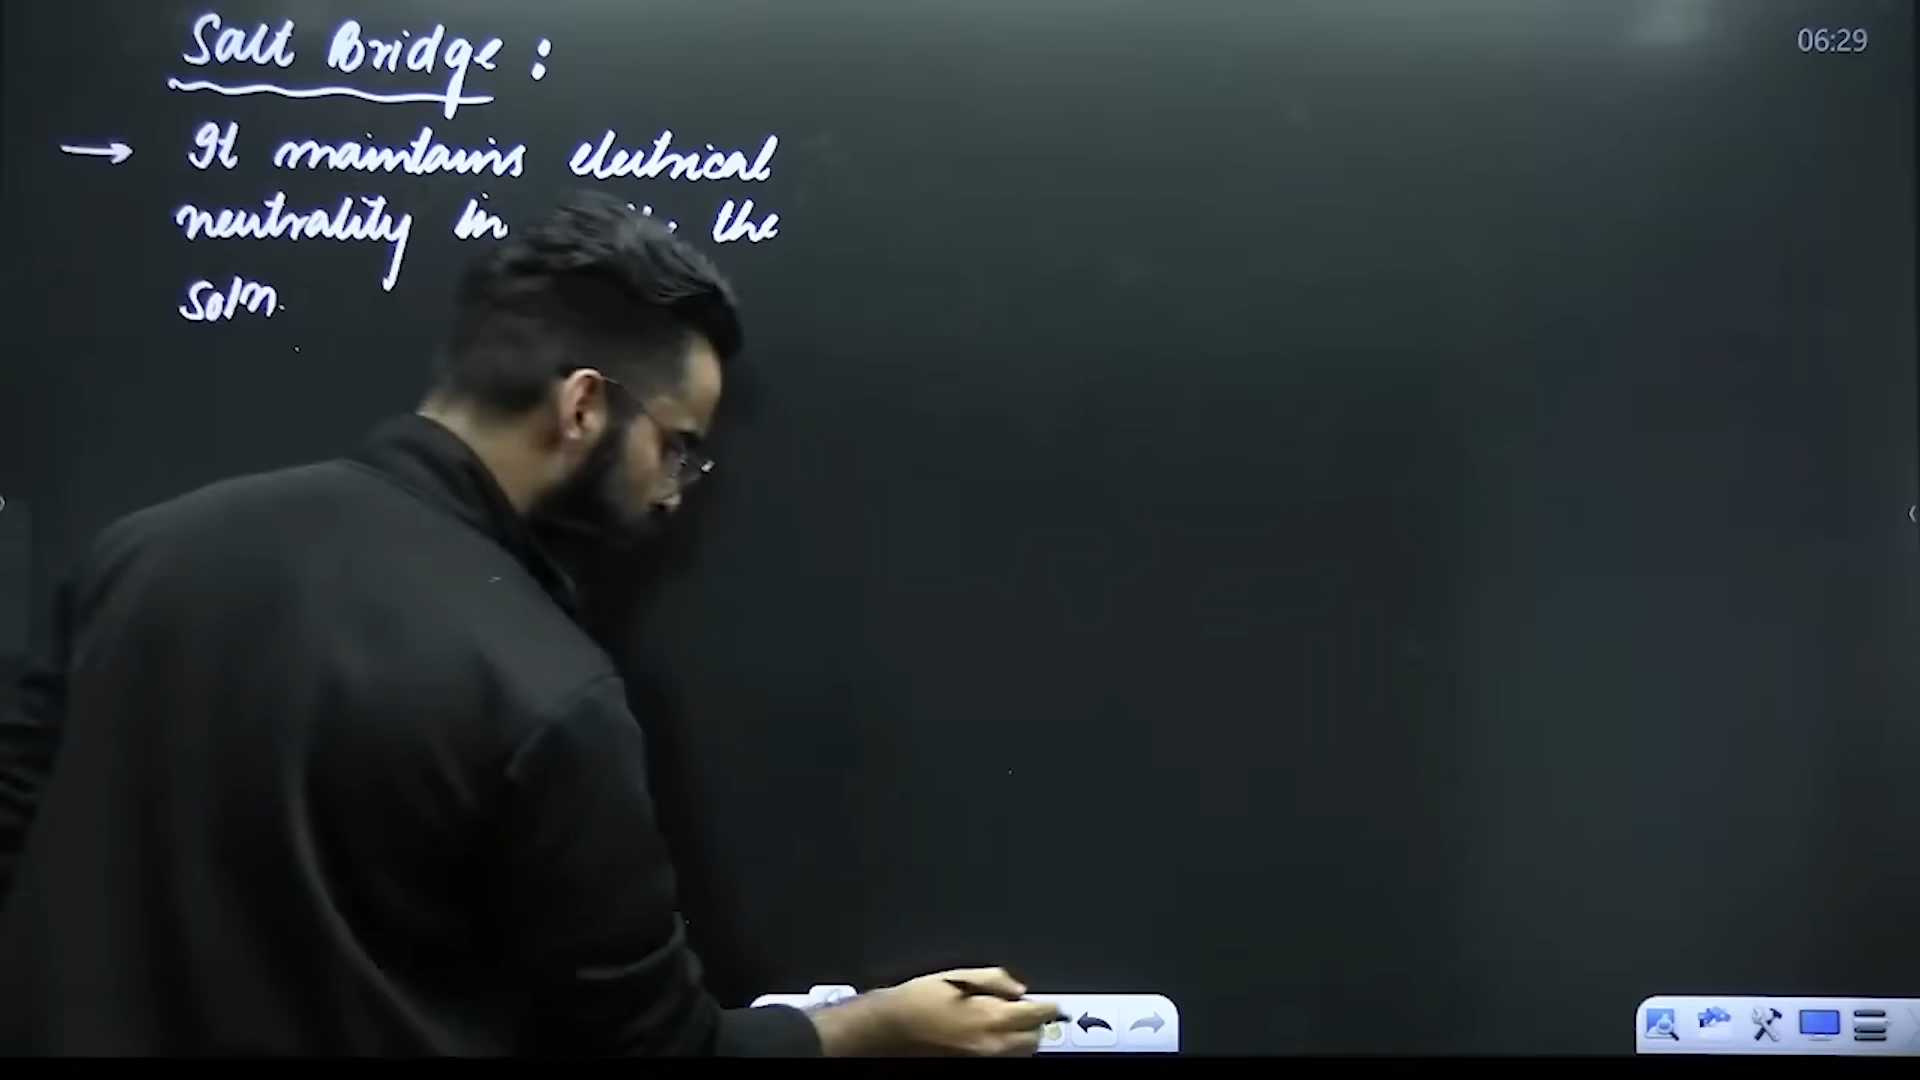 Salt Bridge :
06:29
→ It maintains electrical
neutrality in the
soln.